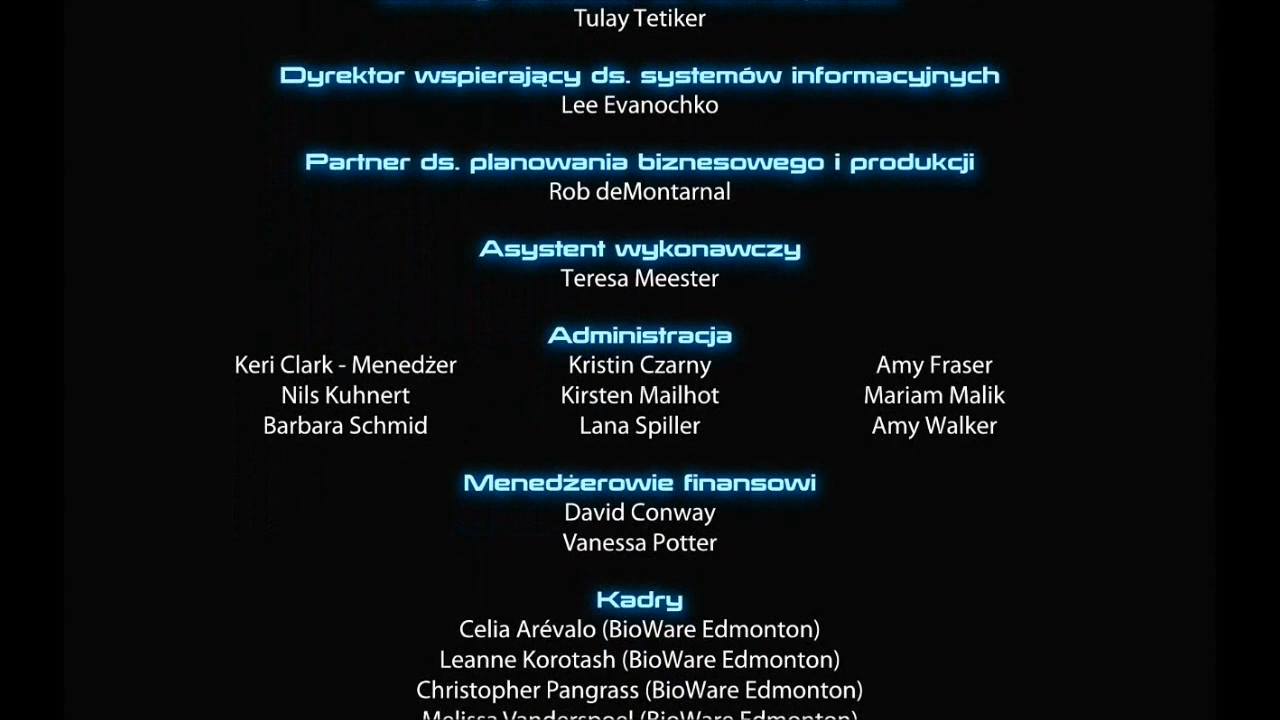 Tulay Tetiker
Dyrektor wspierający ds. systemów informacyjnych
Lee Evanochko
Partner ds. planowania biznesowego i produkcji
Rob deMontarnal
Asystent wykonawczy
Teresa Meester
Administracja
Keri Clark - Menedżer Kristin Czarny Amy Fraser
Nils Kuhnert Kirsten Mailhot Mariam Malik
Barbara Schmid Lana Spiller Amy Walker
Menedżerowie finansowi
David Conway
Vanessa Potter
Kadry
Celia Arévalo (BioWare Edmonton)
Leanne Korotash (BioWare Edmonton)
Christopher Pangrass (BioWare Edmonton)
Melissa Vanderspoel (BioWare Edmonton)